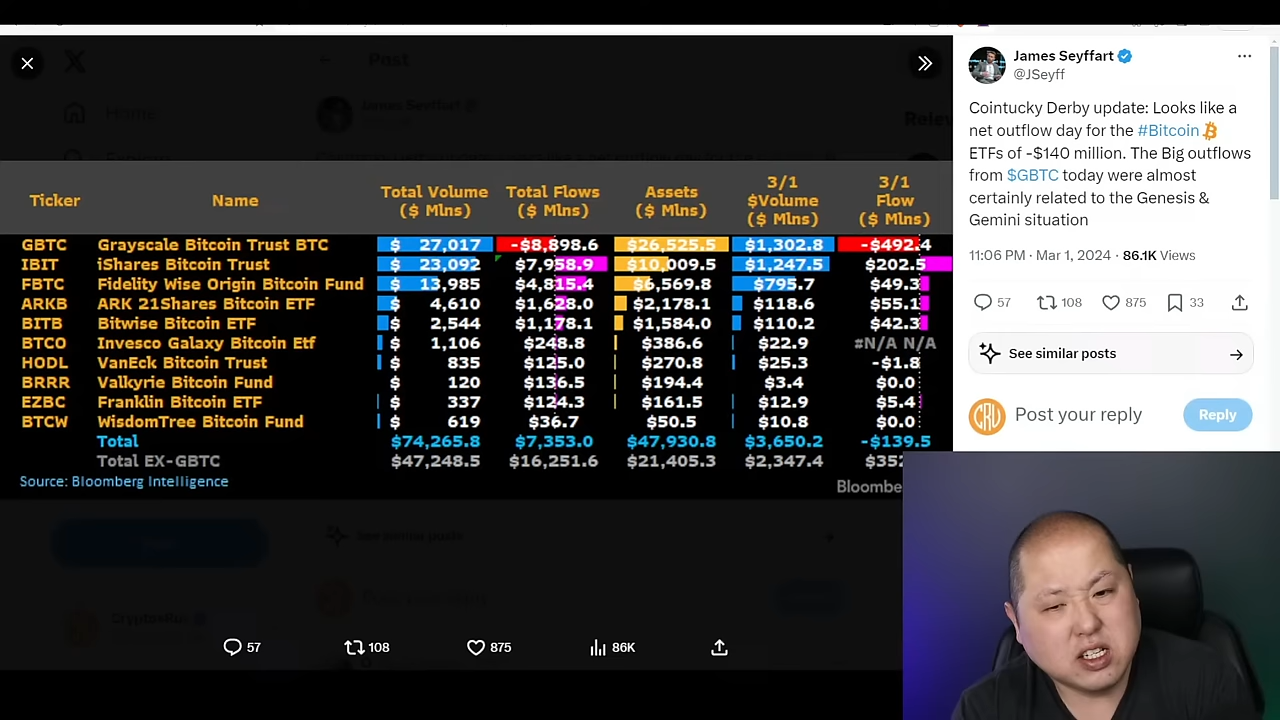 Post
Home
James Seyffart
Ticker Name Total Volume ($ Mlns) Total Flows ($ Mlns) Assets ($ Mlns) 3/1 $Volume ($ Mlns) 3/1 Flow ($ Mlns)
GBTC Grayscale Bitcoin Trust BTC $ 27,017 -$8,898.6 $26,525.5 $1,302.8 -$492.4
IBIT iShares Bitcoin Trust $ 23,092 $7,958.9 $10,009.5 $1,247.5 $202.5
FBTC Fidelity Wise Origin Bitcoin Fund $ 13,985 $4,815.4 $6,569.8 $795.7 $49.3
ARKB ARK 21Shares Bitcoin ETF $ 4,610 $1,628.0 $2,178.1 $118.6 $55.1
BITB Bitwise Bitcoin ETF $ 2,544 $1,178.1 $1,584.0 $110.2 $42.3
BTCO Invesco Galaxy Bitcoin Etf $ 1,106 $248.8 $386.6 $22.9 #N/A N/A
HODL VanEck Bitcoin Trust $ 835 $125.0 $270.8 $25.3 -$1.8
BRRR Valkyrie Bitcoin Fund $ 120 $136.5 $194.4 $3.4 $0.0
EZBC Franklin Bitcoin ETF $ 337 $124.3 $161.5 $12.9 $5.4
BTCW WisdomTree Bitcoin Fund $ 619 $36.7 $50.5 $10.8 $0.0
Total $74,265.8 $7,353.0 $47,930.8 $3,650.2 -$139.5
Total EX-GBTC $47,248.5 $16,251.6 $21,405.3 $2,347.4 $352
Source: Bloomberg Intelligence
Bloombe
See similar posts
57 108 875 86K
James Seyffart
@JSeyff
Cointucky Derby update: Looks like a
net outflow day for the #Bitcoin
ETFs of -$140 million. The Big outflows
from $GBTC today were almost
certainly related to the Genesis &
Gemini situation
11:06 PM · Mar 1, 2024 · 86.1K Views
57 108 875 33
See similar posts
CRU Post your reply Reply